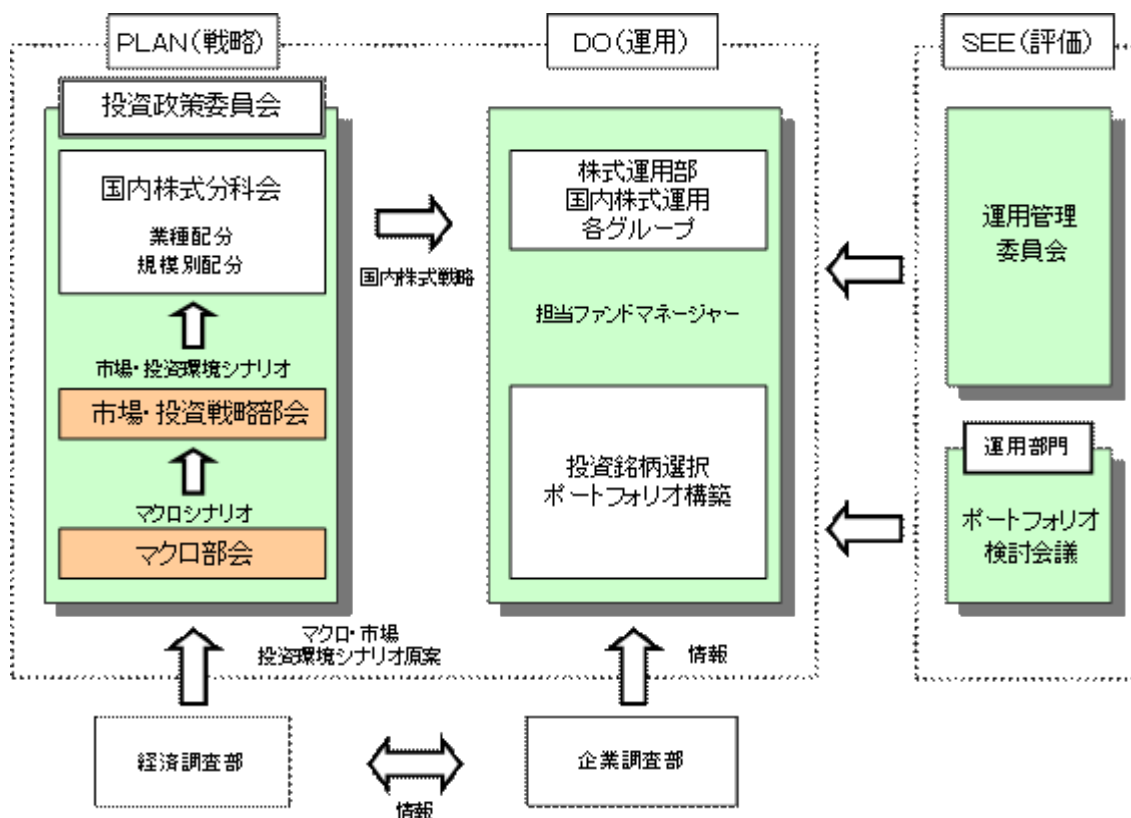 PLAN(戦略)
DO(運用)
SEE(評価)
投資政策委員会
国内株式分科会
業種配分
規模別配分
市場・投資環境シナリオ
市場・投資戦略部会
マクロシナリオ
マクロ部会
国内株式戦略
株式運用部
国内株式運用
各グループ
担当ファンドマネージャー
投資銘柄選択
ポートフォリオ構築
運用管理
委員会
運用部門
ポートフォリオ
検討会議
マクロ・市場
投資環境シナリオ原案
情報
経済調査部
情報
企業調査部